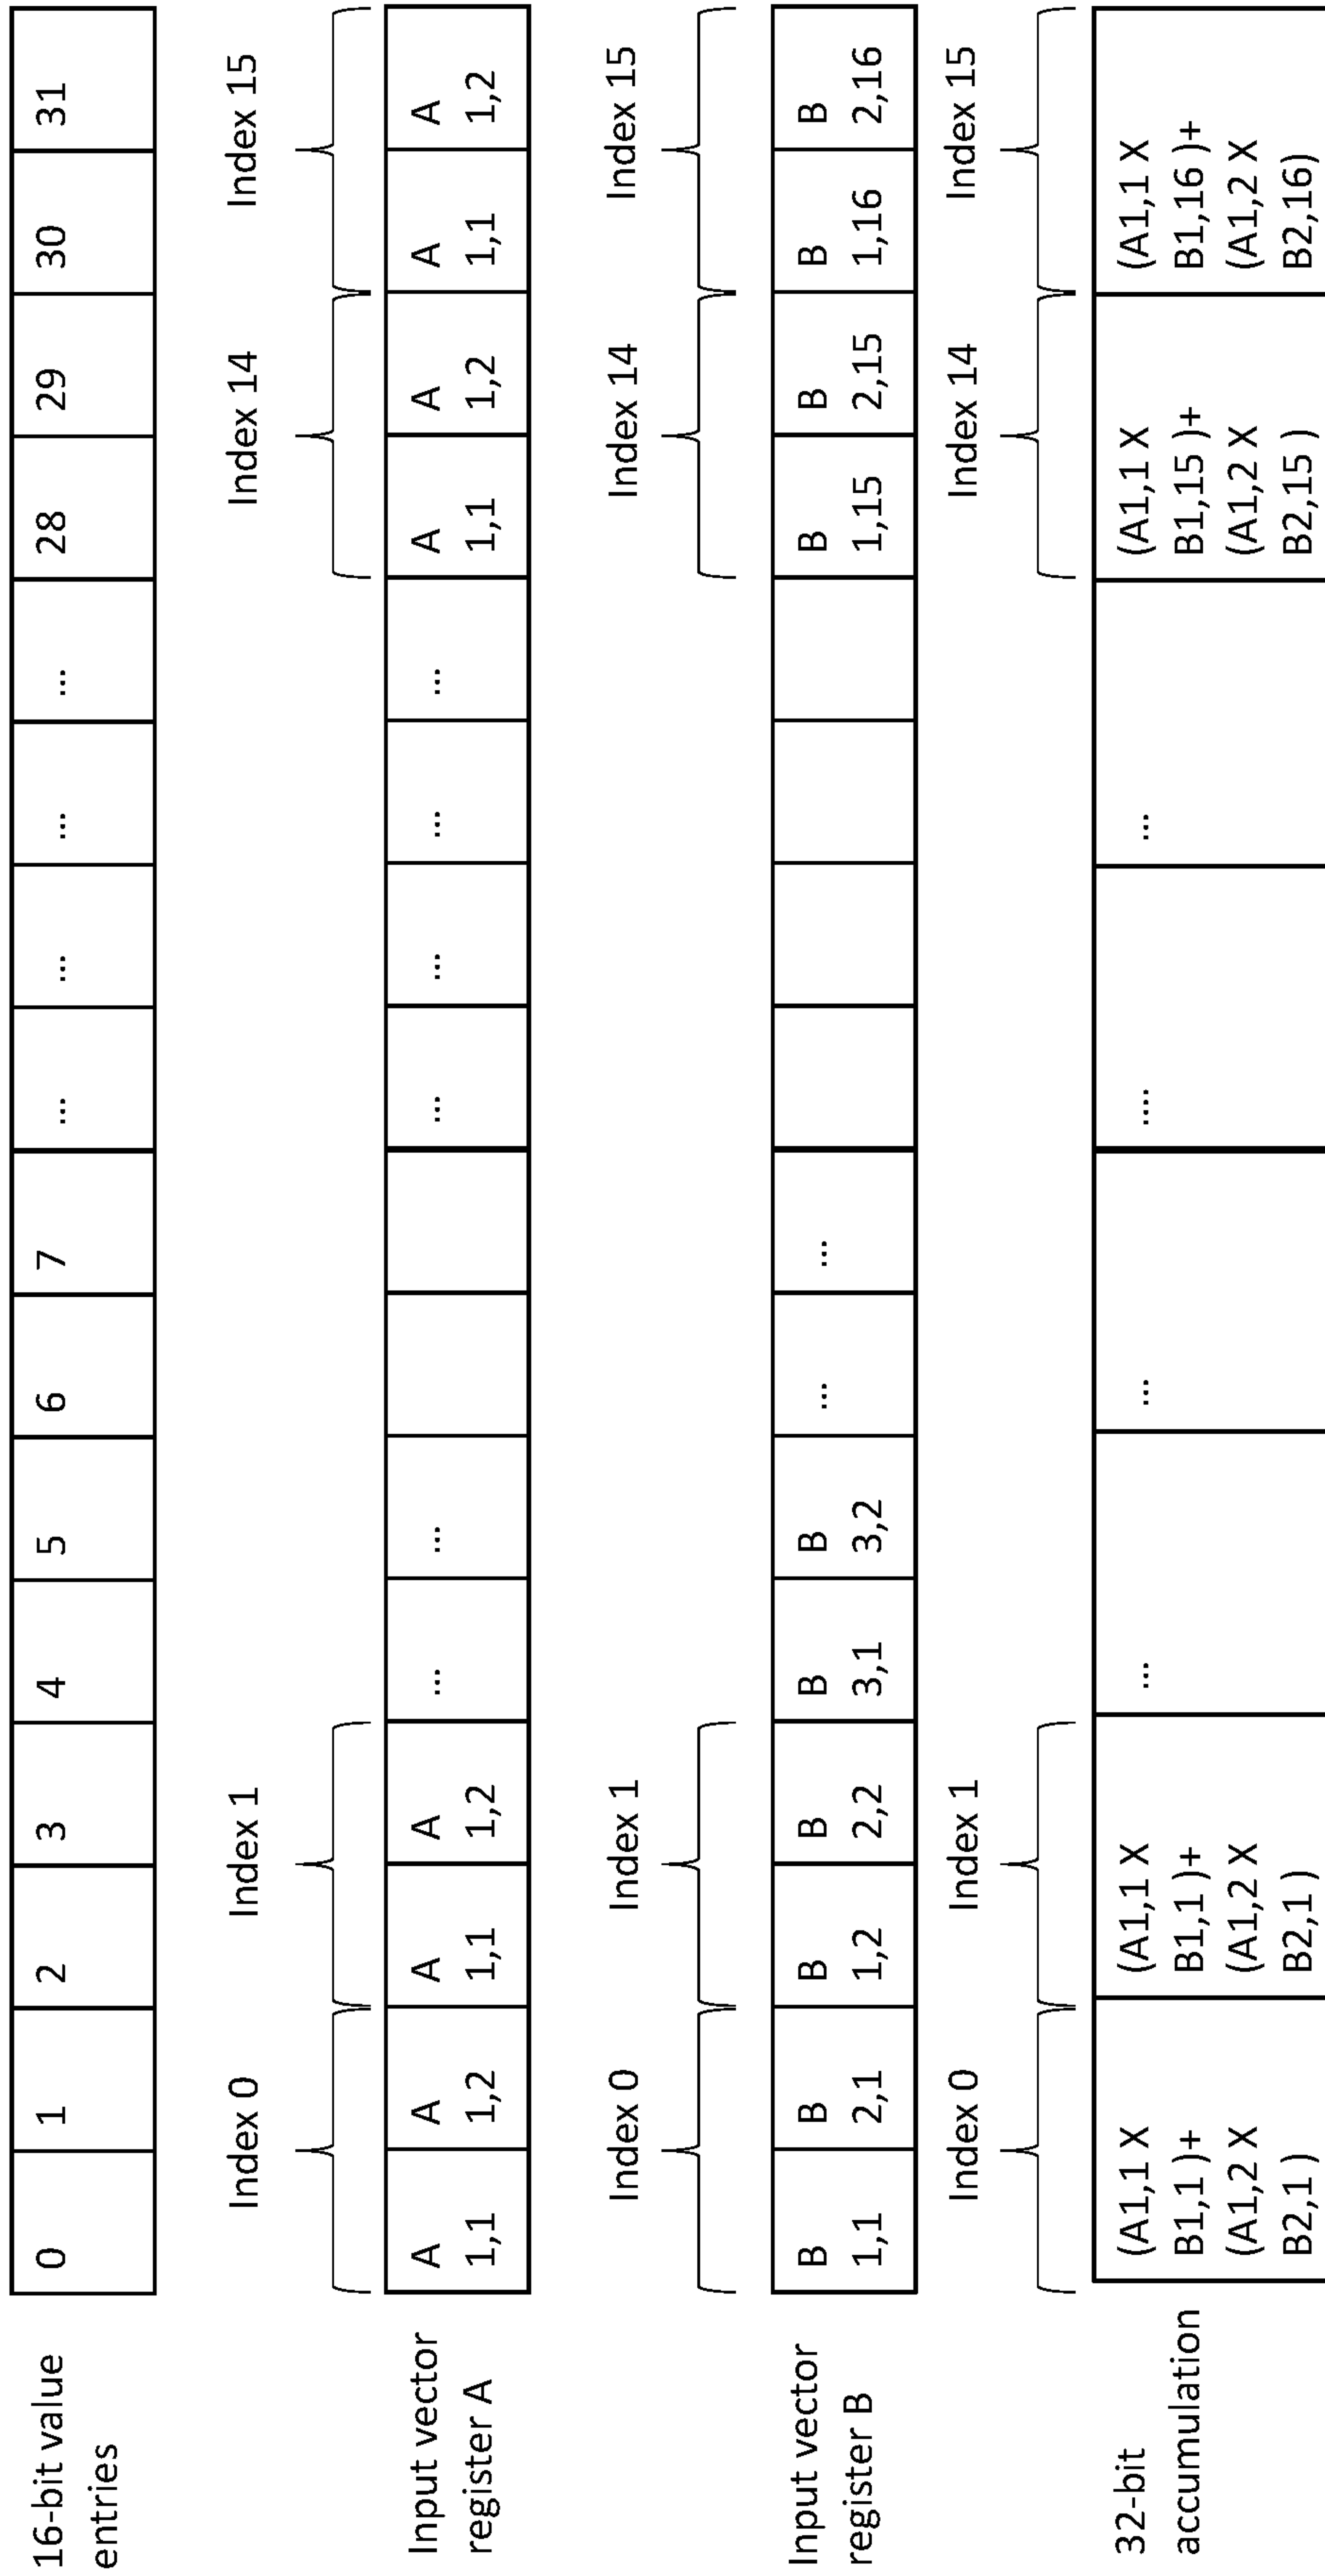 16-bit value
entries
0 1 2 3 4 5 6 7 ... ... ... ... 28 29 30 31
Index 0 Index 1 Index 14 Index 15
Input vector
register A
A A A A ... ... ... ... ... ... A A A A
1,1 1,2 1,1 1,2 1,1 1,2 1,1 1,2
Index 0 Index 1 Index 14 Index 15
Input vector
register B
B B B B B B ... ... B B B B
1,1 2,1 1,2 2,2 3,1 3,2 1,15 2,15 1,16 2,16
Index 0 Index 1 Index 14 Index 15
32-bit
accumulation
(A1,1 X
B1,1 )+
(A1,2 X
B2,1 )
(A1,1 X
B1,1 )+
(A1,2 X
B2,1 )
... ... .... ...
(A1,1 X
B1,15 )+
(A1,2 X
B2,15 )
(A1,1 X
B1,16 )+
(A1,2 X
B2,16)